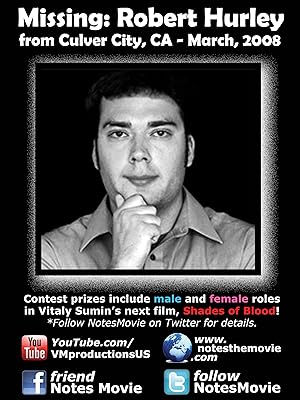 Missing: Robert Hurley
from Culver City, CA - March, 2008
Contest prizes include male and female roles
in Vitaly Sumin's next film, Shades of Blood!
*Follow NotesMovie on Twitter for details.
You
Tube
YouTube.com/
VMproductionsUS
www.
notesthemovie
.com
f
friend
Notes Movie
t
follow
NotesMovie